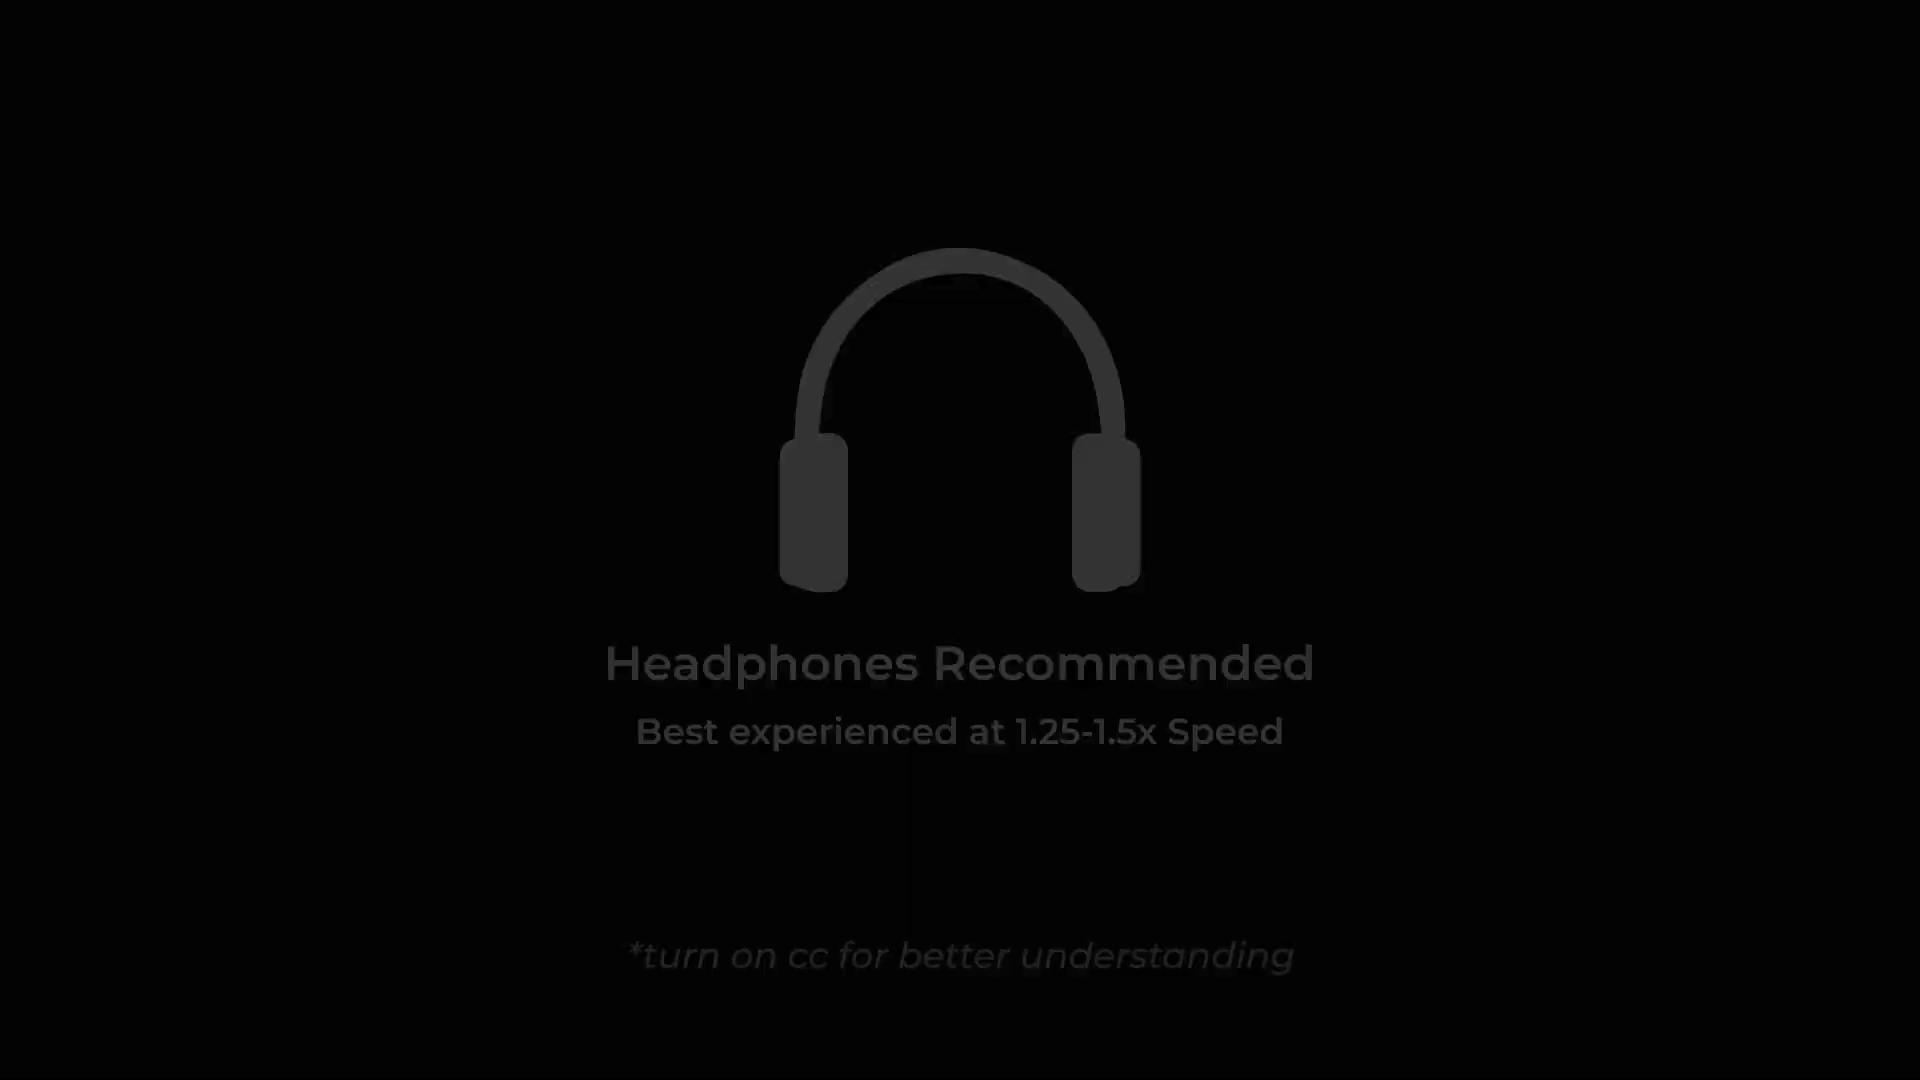 Headphones Recommended
Best experienced at 1.25-1.5x Speed
*turn on cc for better understanding